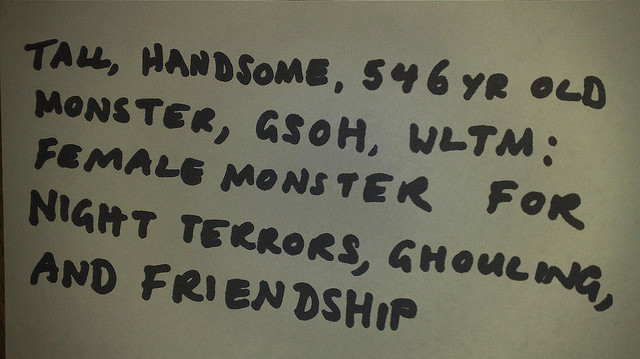 TALL, HANDSOME, 546 YR OLD
MONSTER, GSOH, WLTM:
FEMALE MONSTER FOR
NIGHT TERRORS, GHOULING,
AND FRIENDSHIP